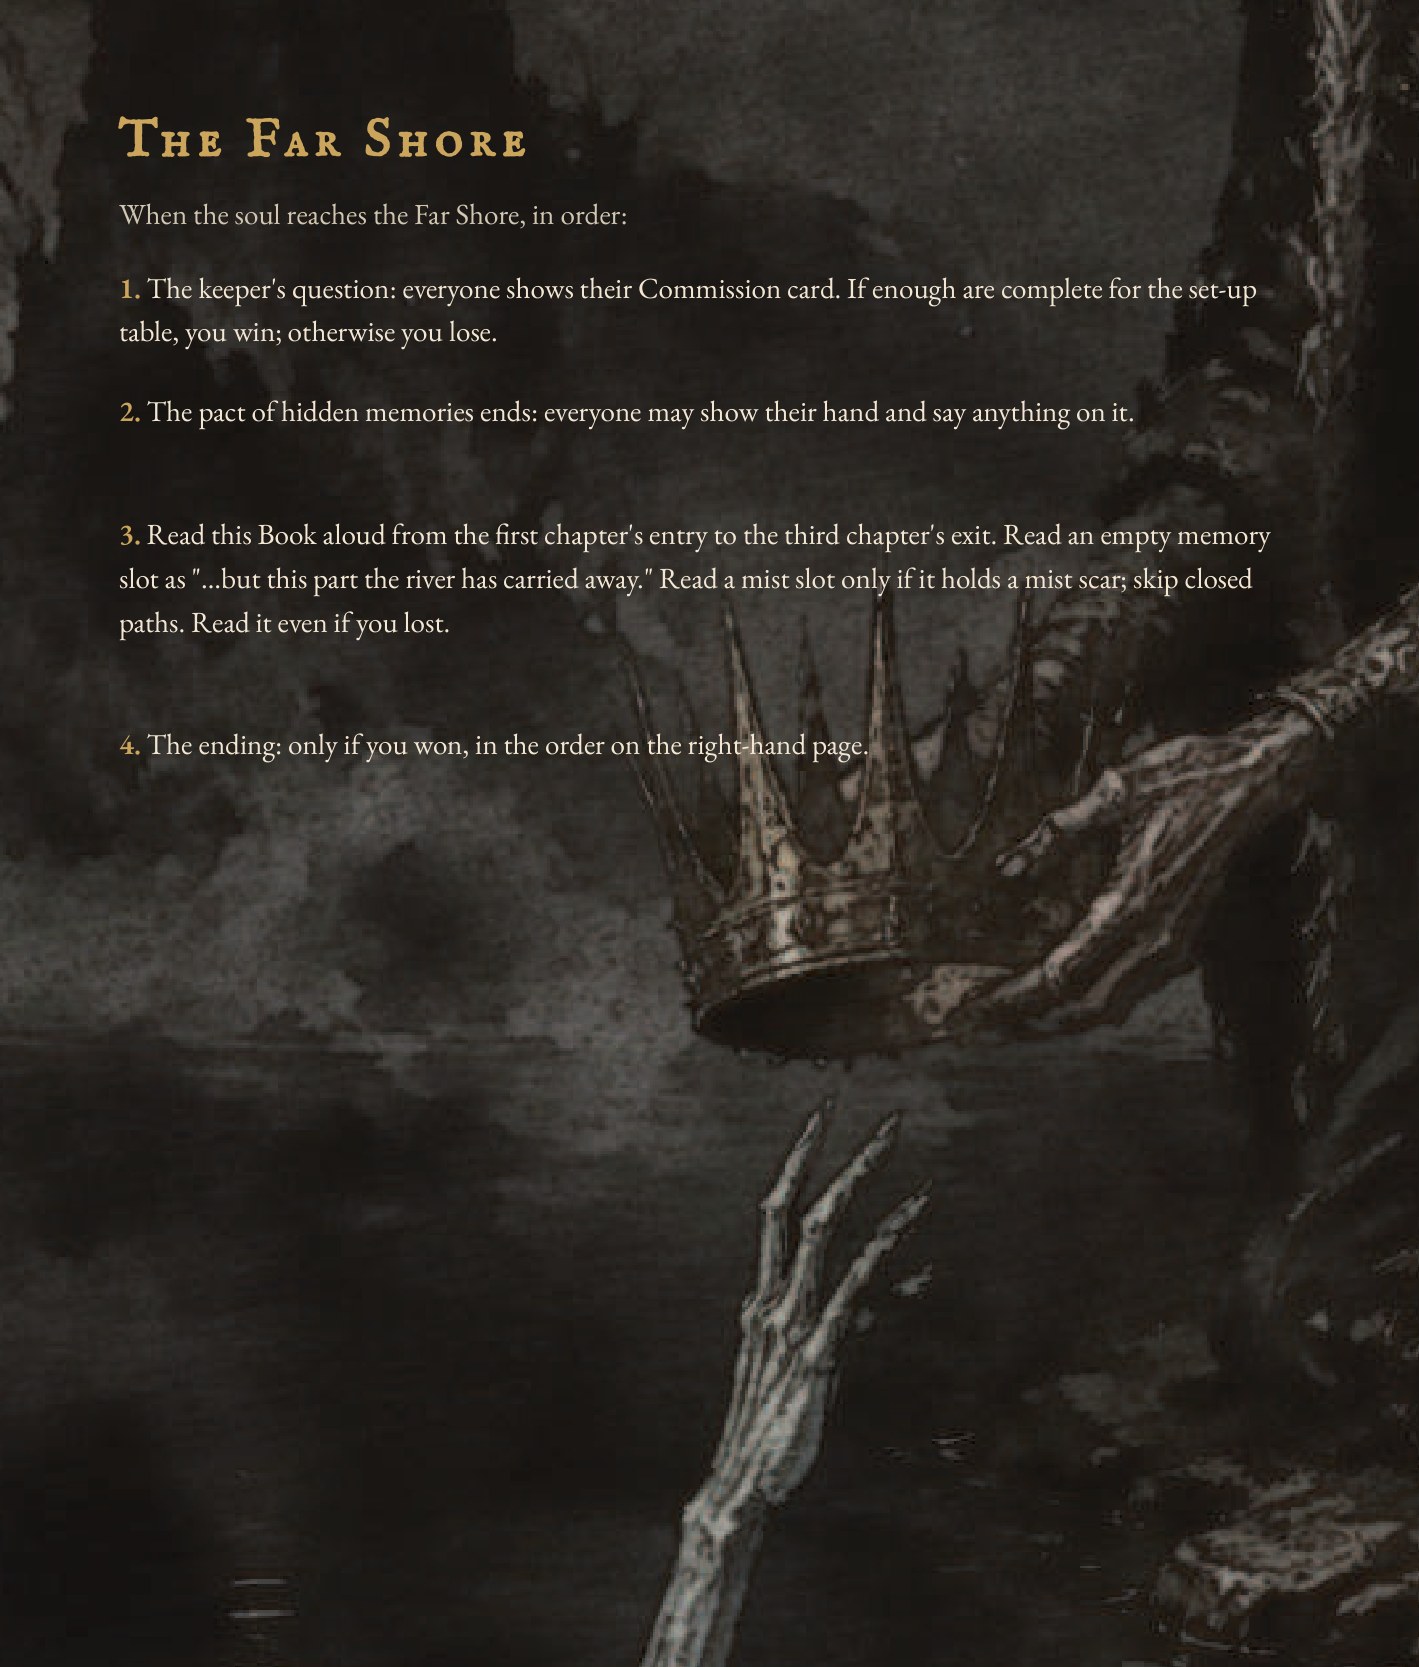 The Far Shore
When the soul reaches the Far Shore, in order:
1. The keeper's question: everyone shows their Commission card. If enough are complete for the set-up
table, you win; otherwise you lose.
2. The pact of hidden memories ends: everyone may show their hand and say anything on it.
3. Read this Book aloud from the first chapter's entry to the third chapter's exit. Read an empty memory
slot as "...but this part the river has carried away." Read a mist slot only if it holds a mist scar; skip closed
paths. Read it even if you lost.
4. The ending: only if you won, in the order on the right-hand page.